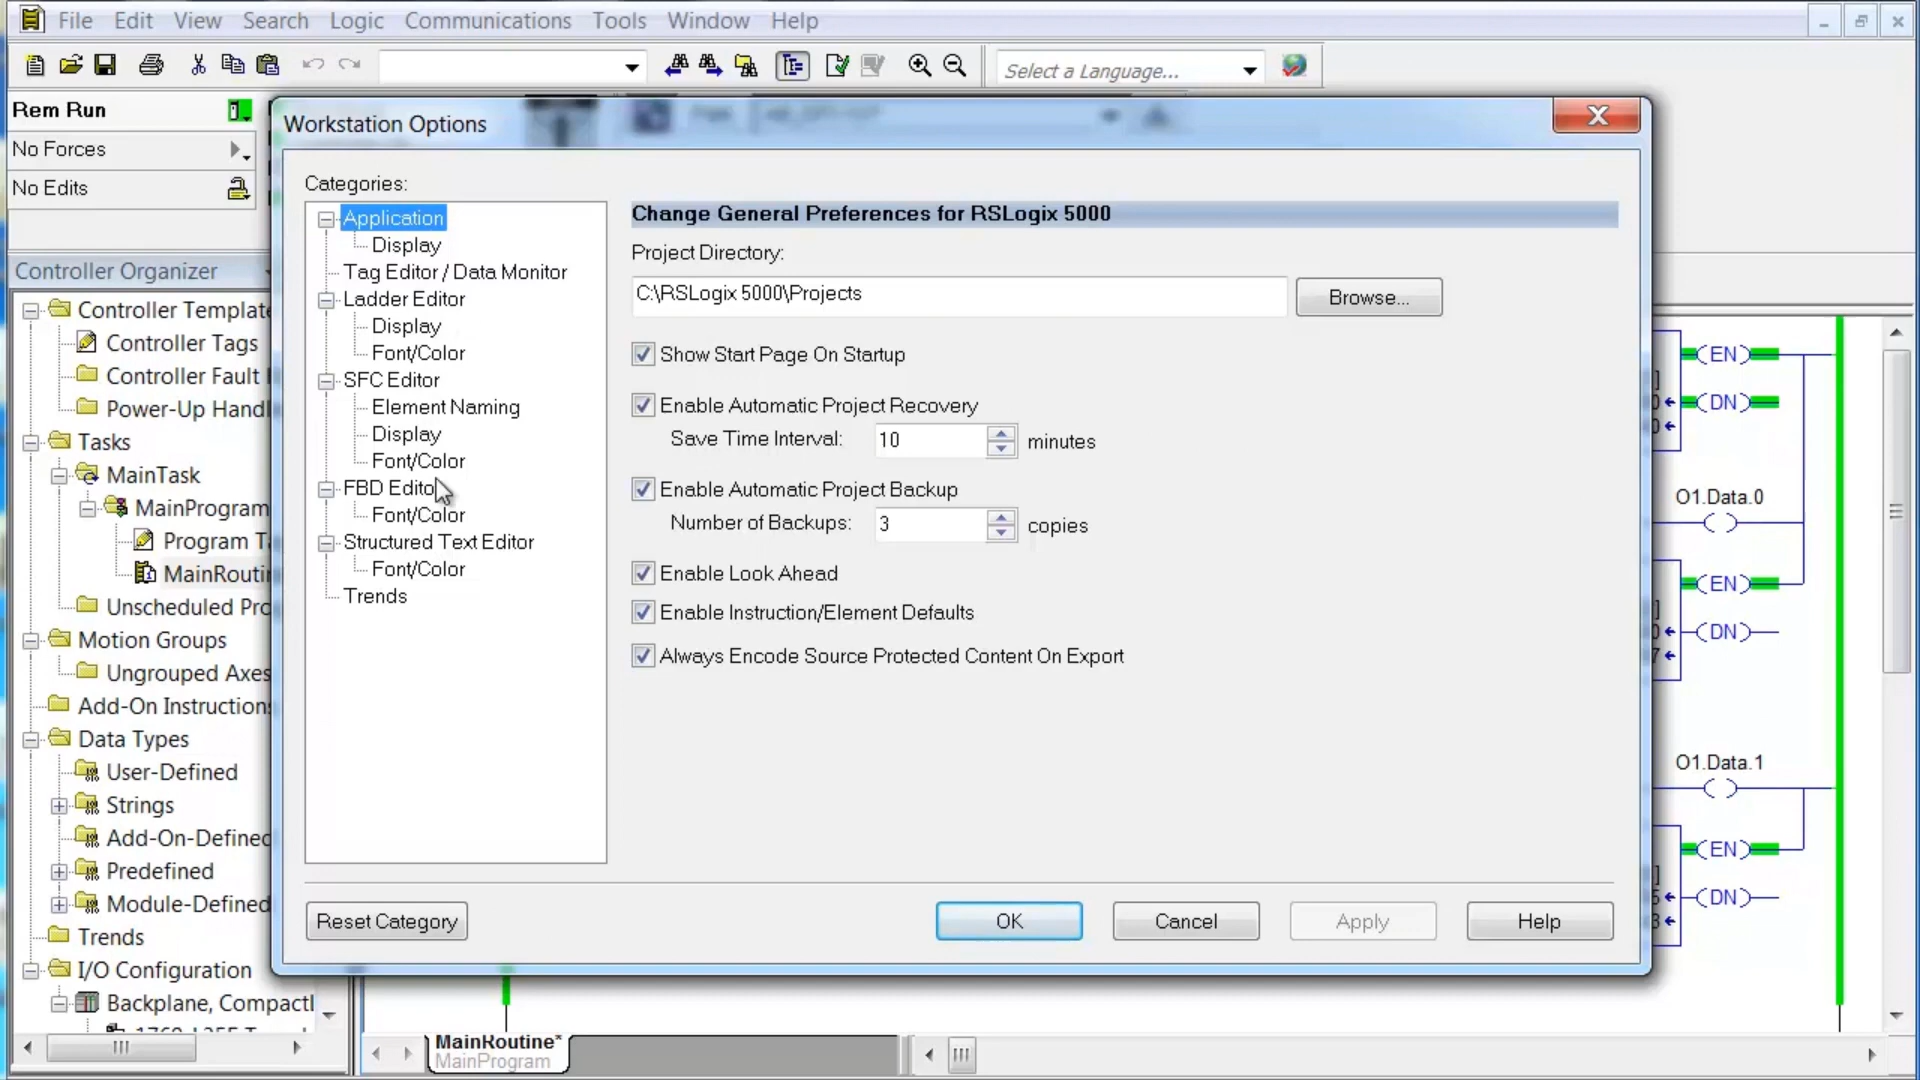 File Edit View Search Logic Communications Tools Window Help
Select a Language...
Rem Run
No Forces
No Edits
Workstation Options
Categories:
Application
Display
Tag Editor / Data Monitor
Ladder Editor
Display
Font/Color
SFC Editor
Element Naming
Display
Font/Color
FBD Editor
Font/Color
Structured Text Editor
Font/Color
Trends
Change General Preferences for RSLogix 5000
Project Directory:
C:\RSLogix 5000\Projects
Browse...
Show Start Page On Startup
Enable Automatic Project Recovery
Save Time Interval: 10 minutes
Enable Automatic Project Backup
Number of Backups: 3 copies
Enable Look Ahead
Enable Instruction/Element Defaults
Always Encode Source Protected Content On Export
Reset Category
OK
Cancel
Apply
Help
Controller Organizer
Controller Template
Controller Tags
Controller Fault
Power-Up Handl
Tasks
MainTask
MainProgram
Program T
MainRoutin
Unscheduled Pro
Motion Groups
Ungrouped Axes
Add-On Instructions
Data Types
User-Defined
Strings
Add-On-Defined
Predefined
Module-Defined
Trends
I/O Configuration
Backplane, CompactL
EN
DN
O1.Data.0
EN
DN
O1.Data.1
EN
DN
MainRoutine*
MainProgram